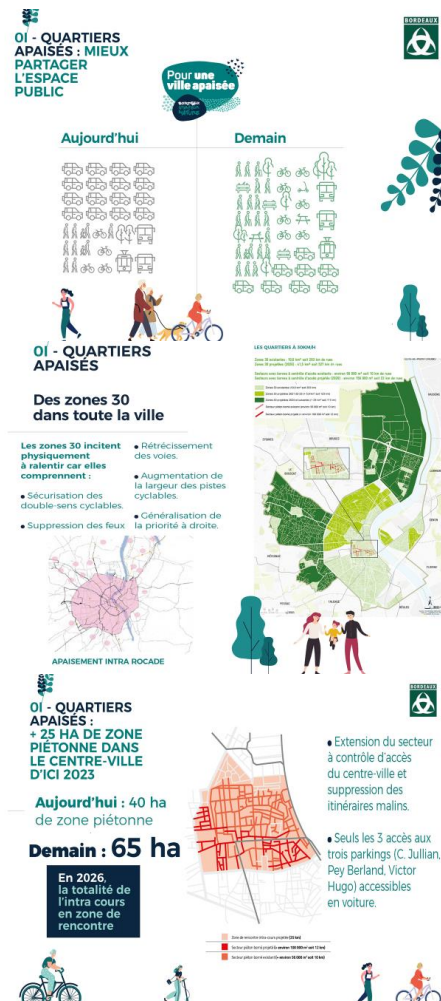 01 - QUARTIERS
APAISÉS : MIEUX
PARTAGER
L'ESPACE
PUBLIC
BORDEAUX
Pour une
ville apaisée
Aujourd'hui
Demain
01 - QUARTIERS
APAISÉS
Des zones 30
dans toute la ville
Les zones 30 incitent
physiquement
à ralentir car elles
comprennent :
• Sécurisation des
double-sens cyclables.
• Suppression des feux
• Rétrécissement
des voies.
• Augmentation de
la largeur des pistes
cyclables.
• Généralisation de
la priorité à droite.
APAISEMENT INTRA ROCADE
LES QUARTIERS À 30KM/H
01 - QUARTIERS
APAISÉS :
+ 25 HA DE ZONE
PIÉTONNE DANS
LE CENTRE-VILLE
D'ICI 2023
BORDEAUX
Aujourd'hui : 40 ha
de zone piétonne
Demain : 65 ha
En 2026,
la totalité de
l'intra cours
en zone de
rencontre
• Extension du secteur
à contrôle d'accès
du centre-ville et
suppression des
itinéraires malins.
• Seuls les 3 accès aux
trois parkings (C. Jullian,
Pey Berland, Victor
Hugo) accessibles
en voiture.